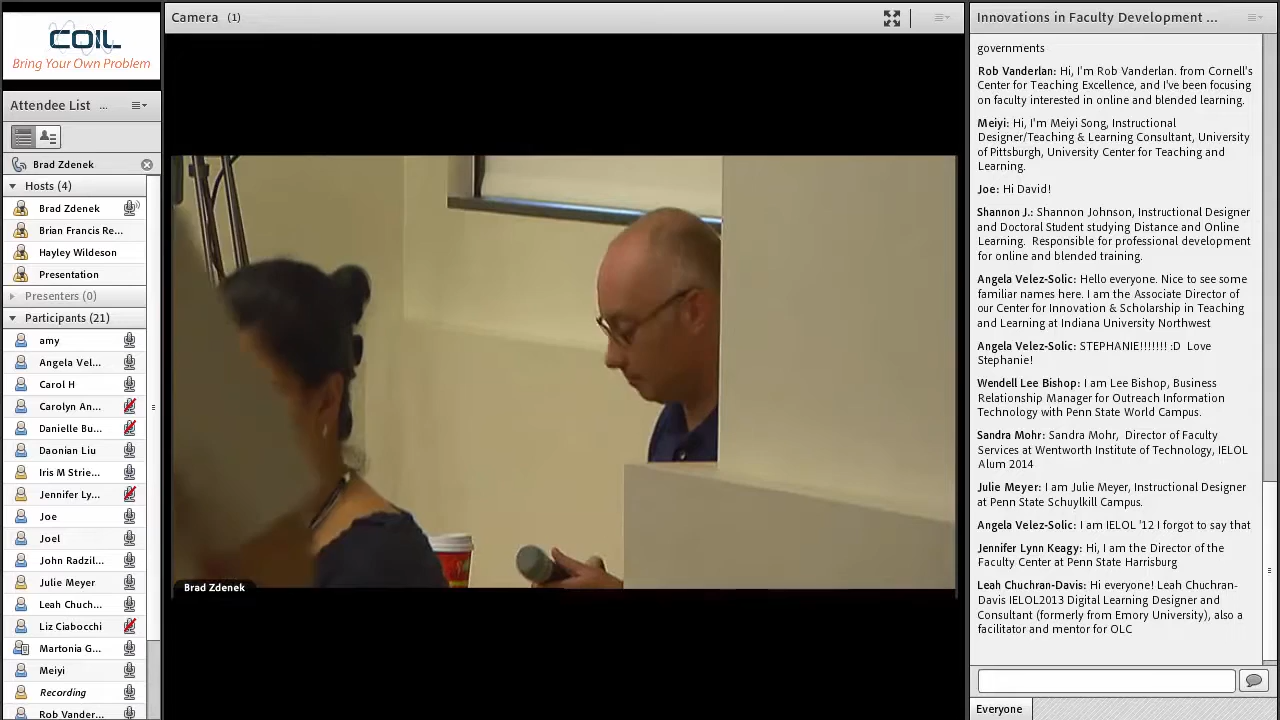 COIL
Bring Your Own Problem
Attendee List ...
Brad Zdenek
Hosts (4)
Brad Zdenek
Brian Francis Re...
Hayley Wildeson
Presentation
Presenters (0)
Participants (21)
amy
Angela Vel...
Carol H
Carolyn An...
Danielle Bu...
Daonian Liu
Iris M Strie...
Jennifer Ly...
Joe
Joel
John Radzil...
Julie Meyer
Leah Chuch...
Liz Ciabocchi
Martonia G...
Meiyi
Recording
Rob Vander...
Camera (1)
Brad Zdenek
Innovations in Faculty Development ...
governments
Rob Vanderlan: Hi, I'm Rob Vanderlan. from Cornell's
Center for Teaching Excellence, and I've been focusing
on faculty interested in online and blended learning.
Meiyi: Hi, I'm Meiyi Song, Instructional
Designer/Teaching & Learning Consultant, University
of Pittsburgh, University Center for Teaching and
Learning.
Joe: Hi David!
Shannon J.: Shannon Johnson, Instructional Designer
and Doctoral Student studying Distance and Online
Learning. Responsible for professional development
for online and blended training.
Angela Velez-Solic: Hello everyone. Nice to see some
familiar names here. I am the Associate Director of
our Center for Innovation & Scholarship in Teaching
and Learning at Indiana University Northwest
Angela Velez-Solic: STEPHANIE!!!!!!! :D Love
Stephanie!
Wendell Lee Bishop: I am Lee Bishop, Business
Relationship Manager for Outreach Information
Technology with Penn State World Campus.
Sandra Mohr: Sandra Mohr, Director of Faculty
Services at Wentworth Institute of Technology, IELOL
Alum 2014
Julie Meyer: I am Julie Meyer, Instructional Designer
at Penn State Schuylkill Campus.
Angela Velez-Solic: I am IELOL '12 I forgot to say that
Jennifer Lynn Keagy: Hi, I am the Director of the
Faculty Center at Penn State Harrisburg
Leah Chuchran-Davis: Hi everyone! Leah Chuchran-
Davis IELOL2013 Digital Learning Designer and
Consultant (formerly from Emory University), also a
facilitator and mentor for OLC
Everyone